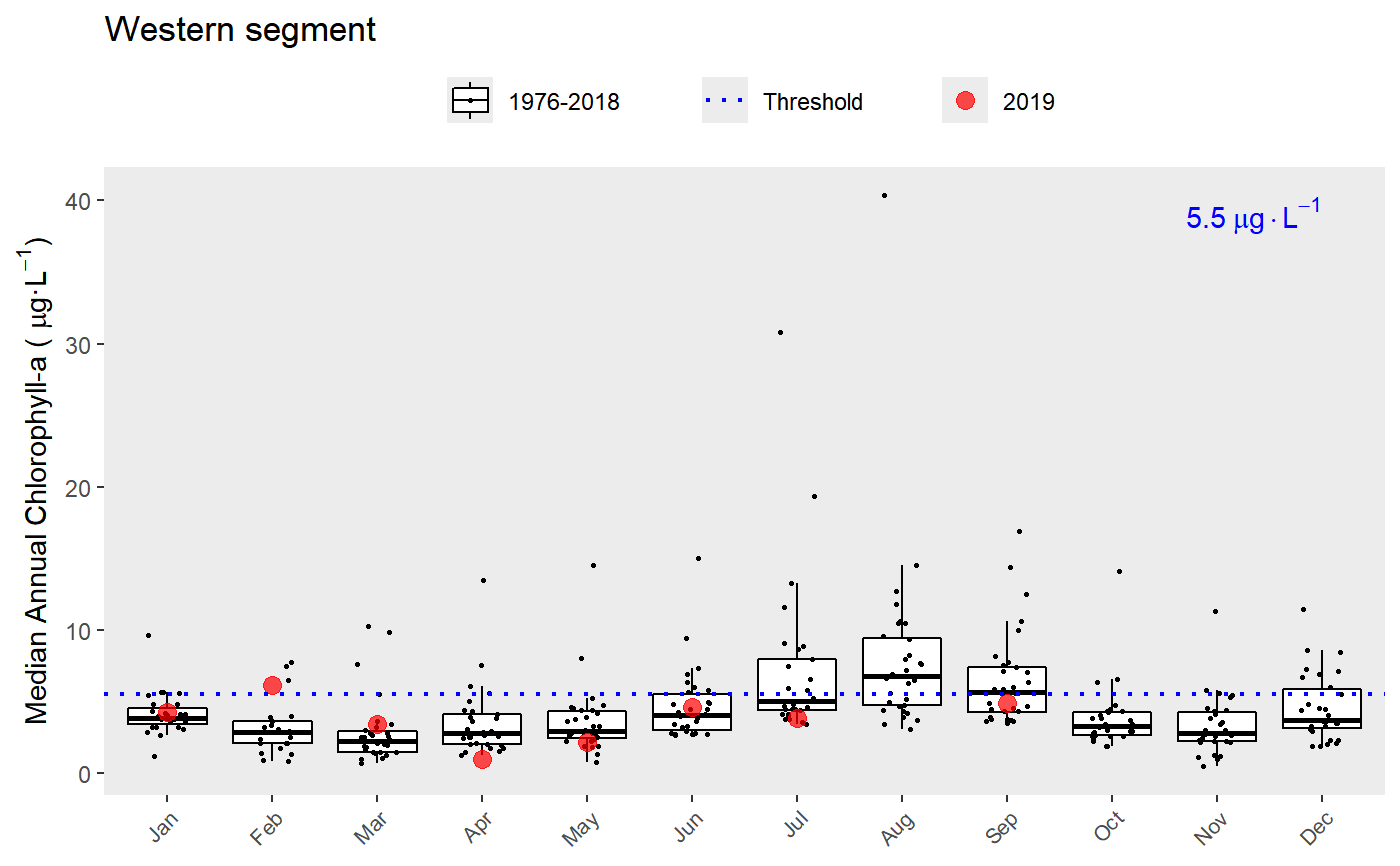 Western segment
1976-2018 Threshold 2019
Median Annual Chlorophyll-a ( μg·L⁻¹)
40
30
20
10
0
5.5 μg·L⁻¹
Jan Feb Mar Apr May Jun Jul Aug Sep Oct Nov Dec